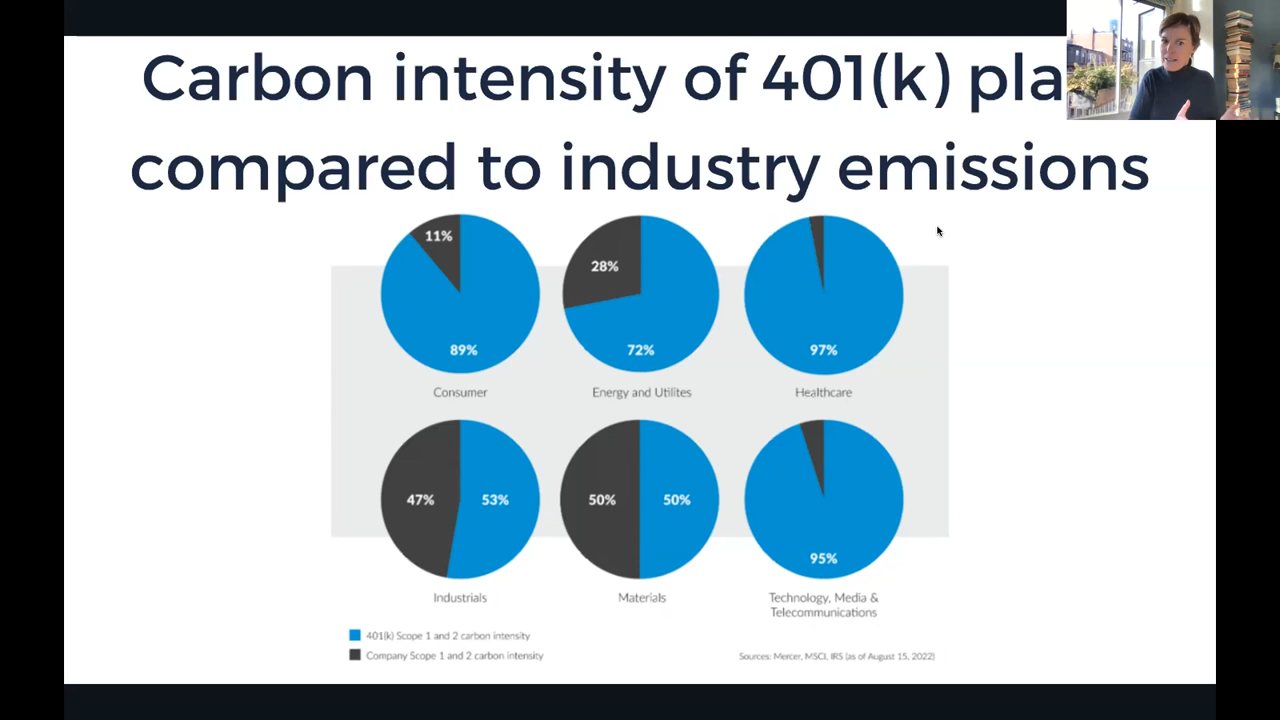 Carbon intensity of 401(k) pla
compared to industry emissions
11%
89%
Consumer
28%
72%
Energy and Utilites
97%
Healthcare
47%
53%
Industrials
50%
50%
Materials
95%
Technology, Media &
Telecommunications
401(k) Scope 1 and 2 carbon intensity
Company Scope 1 and 2 carbon intensity
Sources: Mercer, MSCI, IRS (as of August 15, 2022)